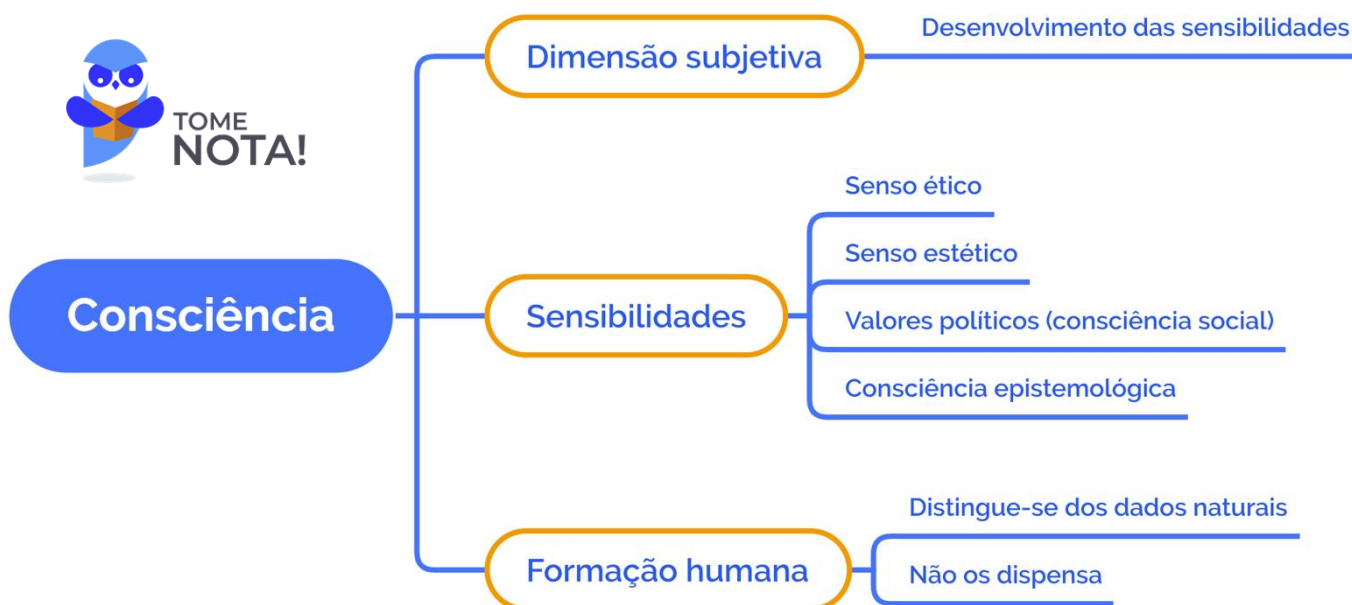 TOME
NOTA!
Consciência
Dimensão subjetiva
Desenvolvimento das sensibilidades
Sensibilidades
Senso ético
Senso estético
Valores políticos (consciência social)
Consciência epistemológica
Formação humana
Distingue-se dos dados naturais
Não os dispensa